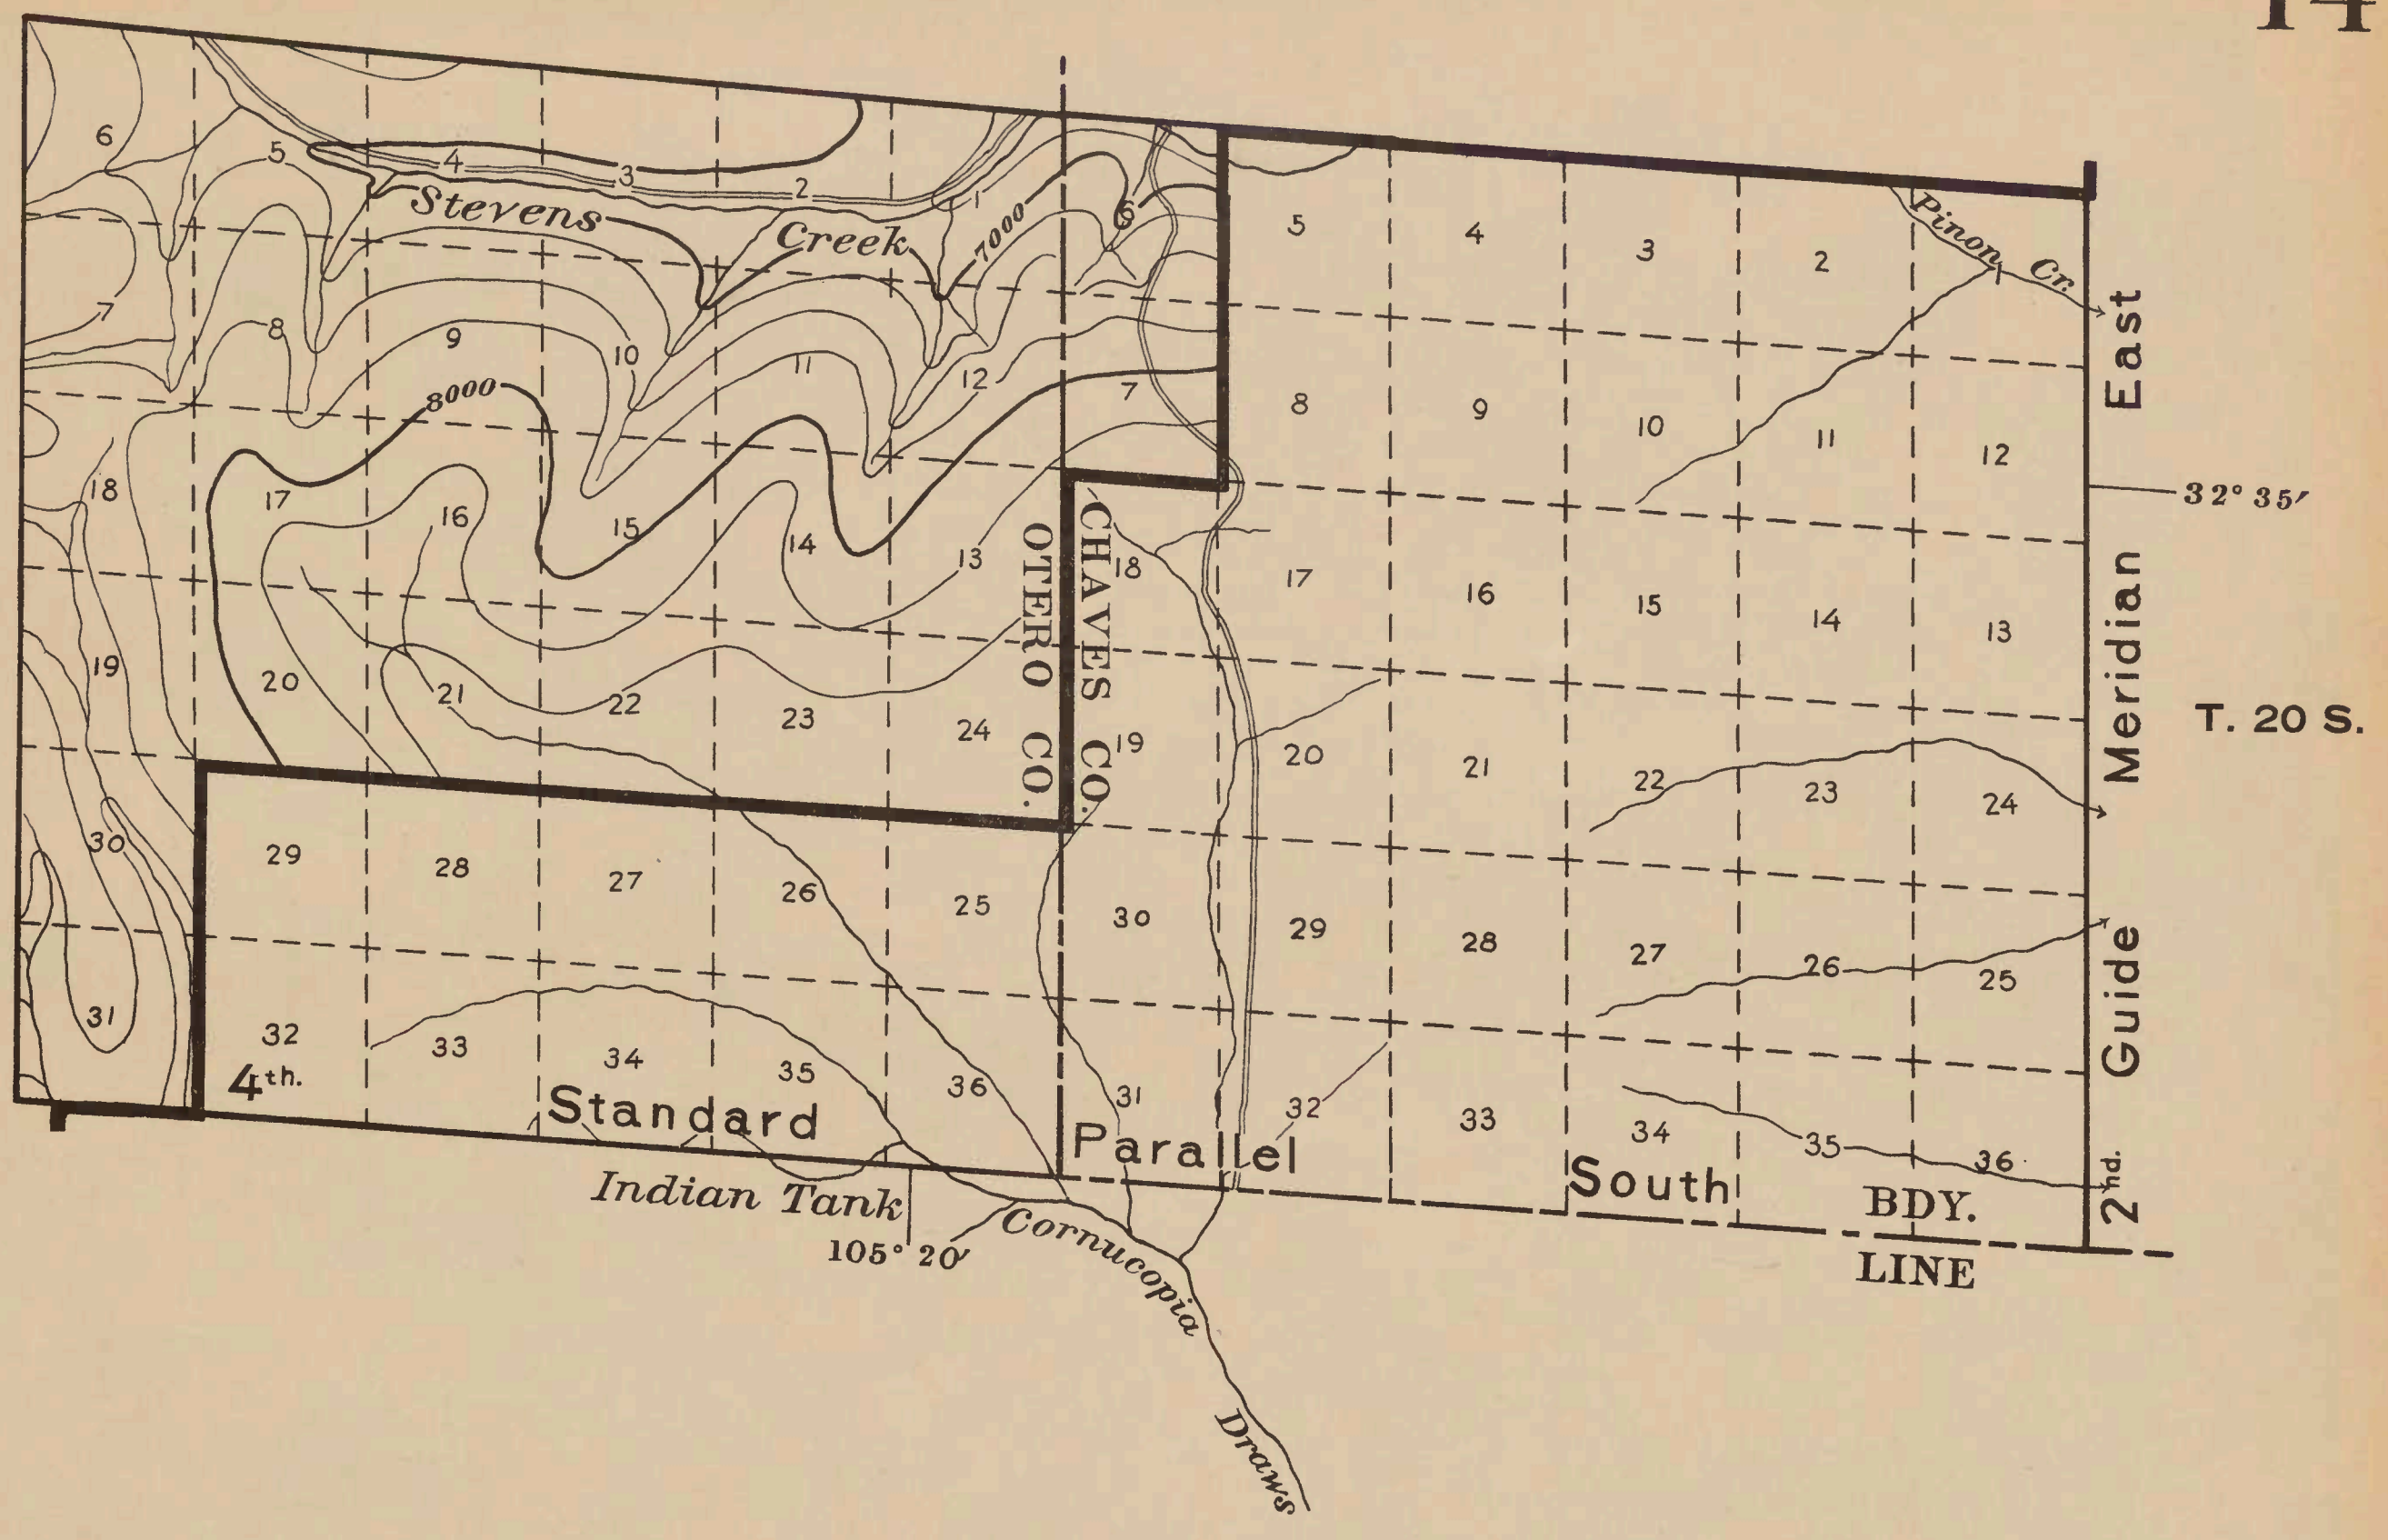 14
6 5 4 3 2 1 6 5 4 3 2
Stevens Creek
7000
Pinon Cr.
7 8 9 10 11 12 7 8 9 10 11 12
8000
18 17 16 15 14 13 18 17 16 15 14 13
OTERO CO.
CHAVES CO.
32° 35′
T. 20 S.
19 20 21 22 23 24 19 20 21 22 23 24
30 29 28 27 26 25 30 29 28 27 26 25
31 32 33 34 35 36 31 32 33 34 35 36
4th. Standard Parallel South
BDY.
LINE
2nd. Guide Meridian East
Indian Tank
105° 20′
Cornucopia
Draws